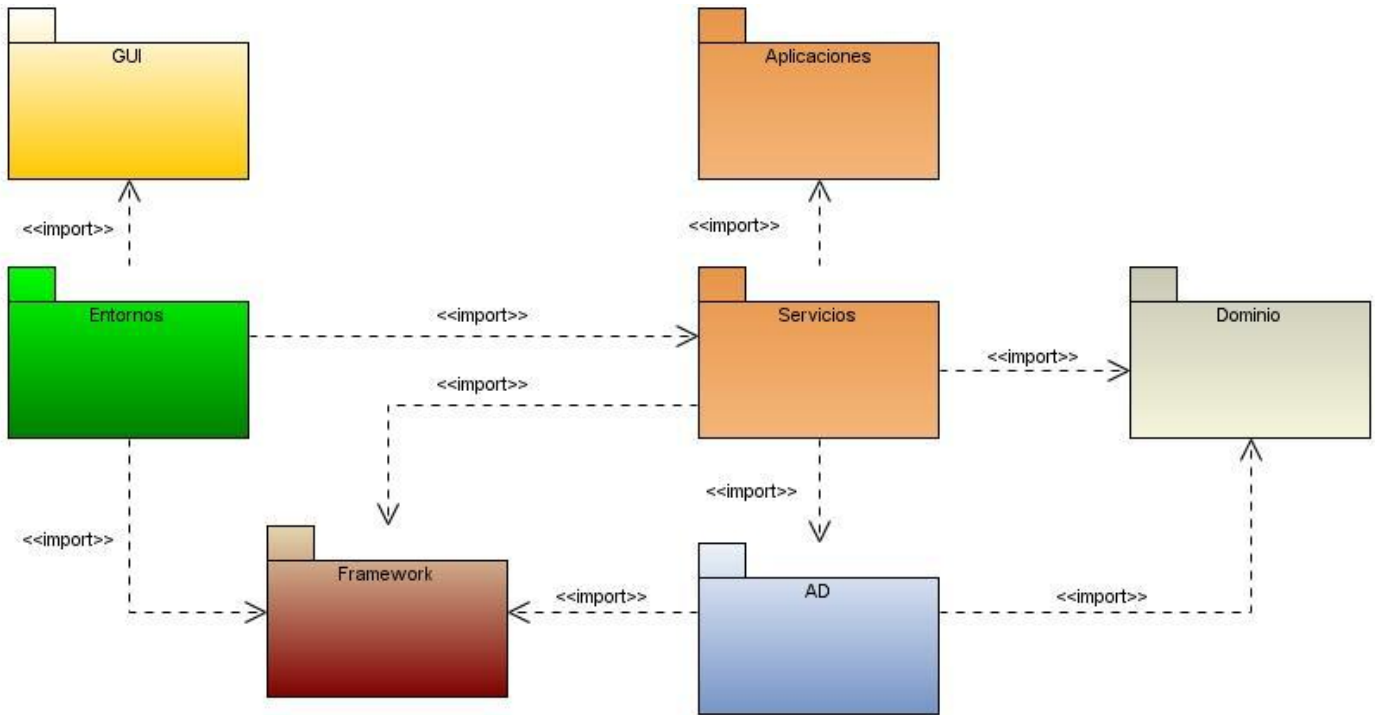 GUI
Aplicaciones
<<import>>
<<import>>
Entornos
<<import>>
Servicios
Dominio
<<import>>
<<import>>
<<import>>
<<import>>
Framework
<<import>>
AD
<<import>>